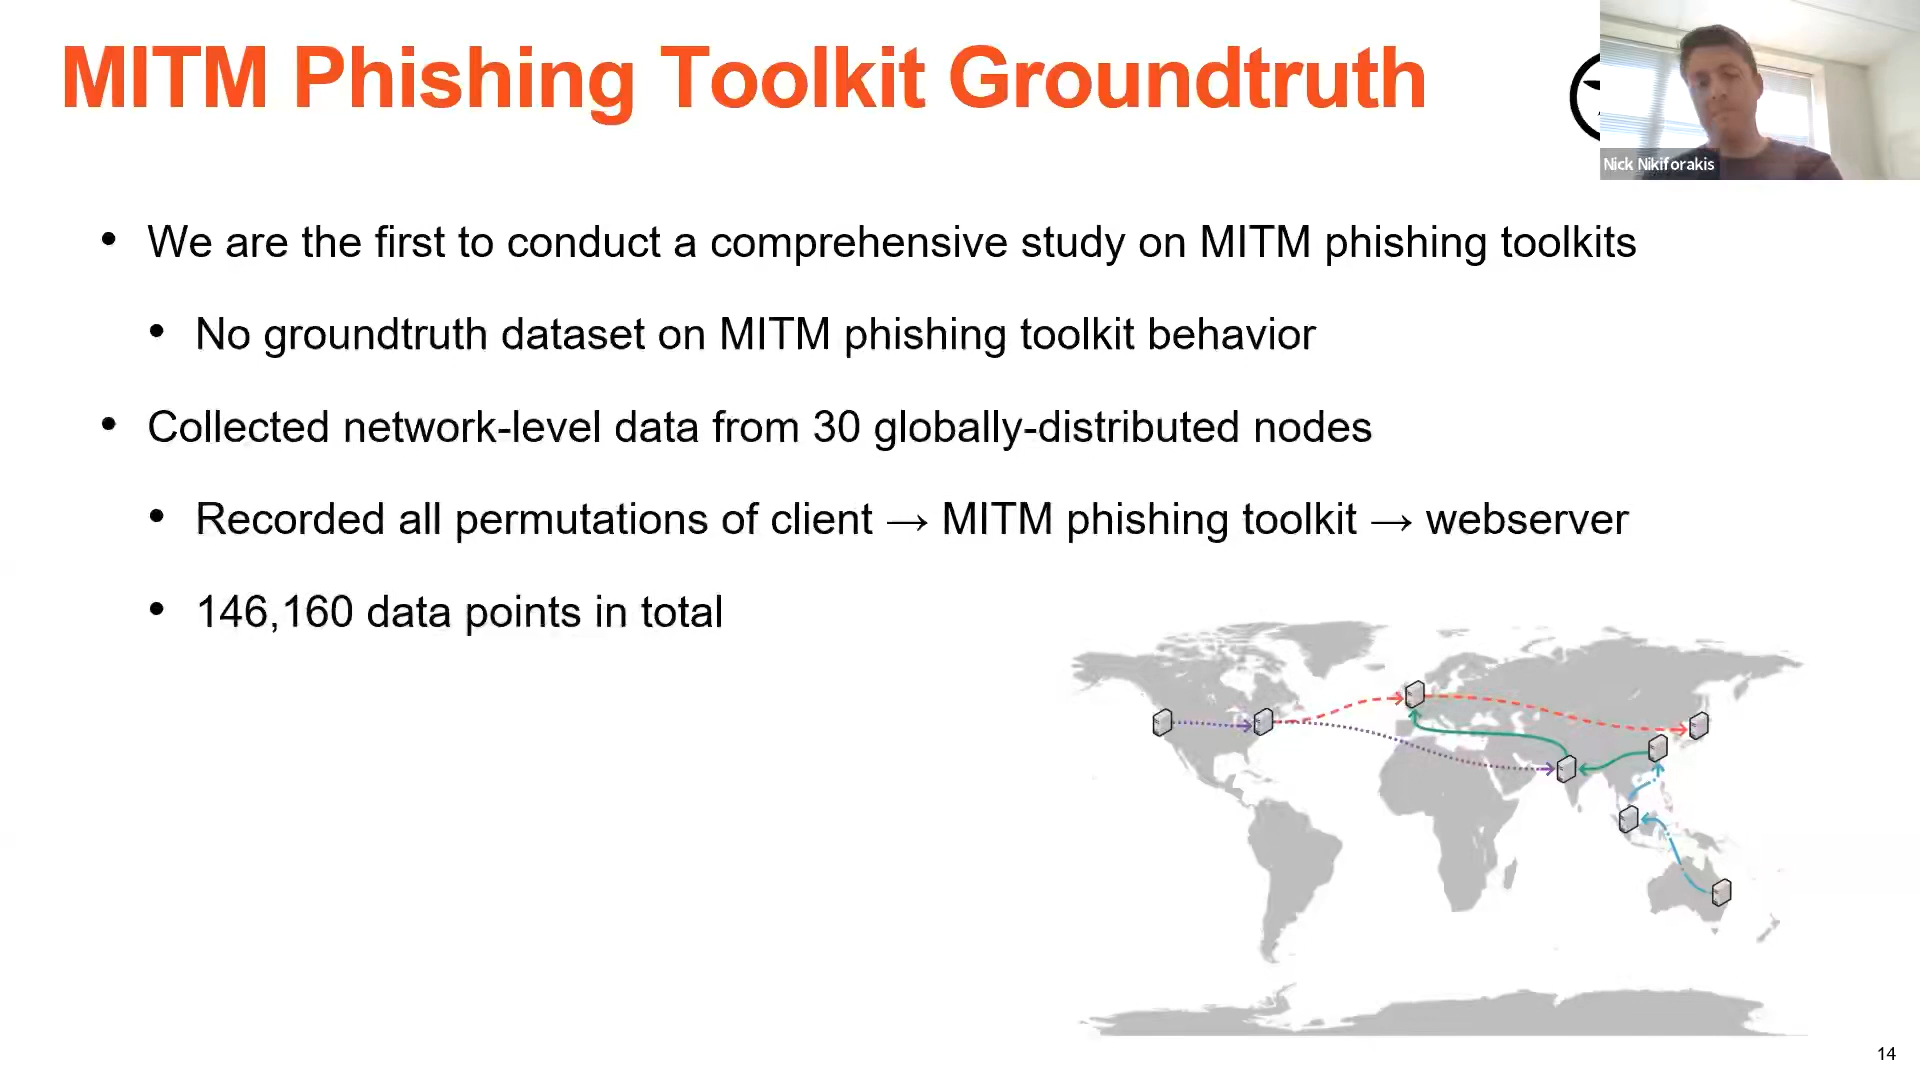 MITM Phishing Toolkit Groundtruth
Nick Nikiforakis
• We are the first to conduct a comprehensive study on MITM phishing toolkits
• No groundtruth dataset on MITM phishing toolkit behavior
• Collected network-level data from 30 globally-distributed nodes
• Recorded all permutations of client → MITM phishing toolkit → webserver
• 146,160 data points in total
14